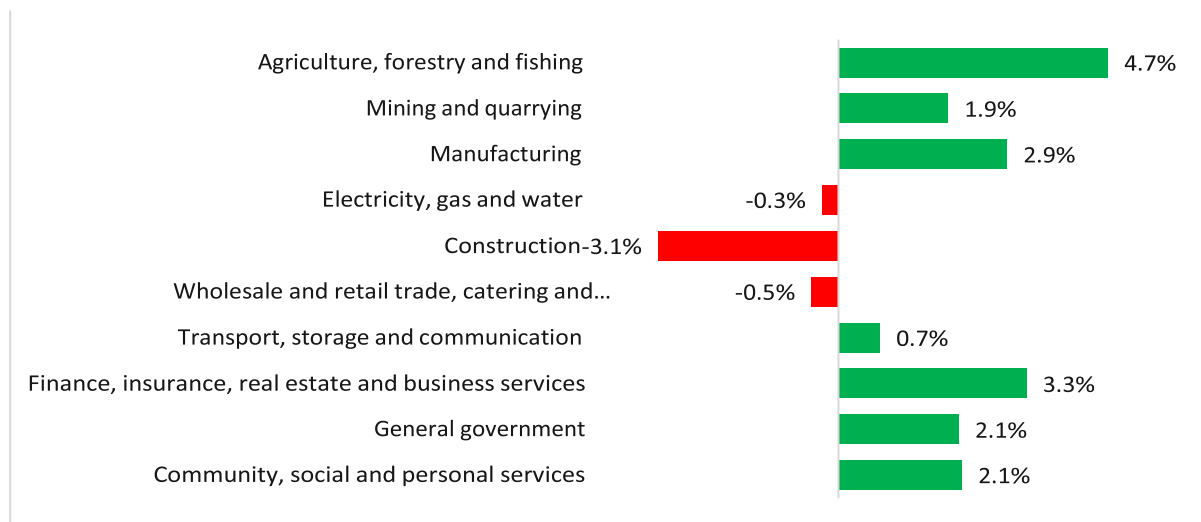 Agriculture, forestry and fishing 4.7%
Mining and quarrying 1.9%
Manufacturing 2.9%
Electricity, gas and water -0.3%
Construction -3.1%
Wholesale and retail trade, catering and... -0.5%
Transport, storage and communication 0.7%
Finance, insurance, real estate and business services 3.3%
General government 2.1%
Community, social and personal services 2.1%